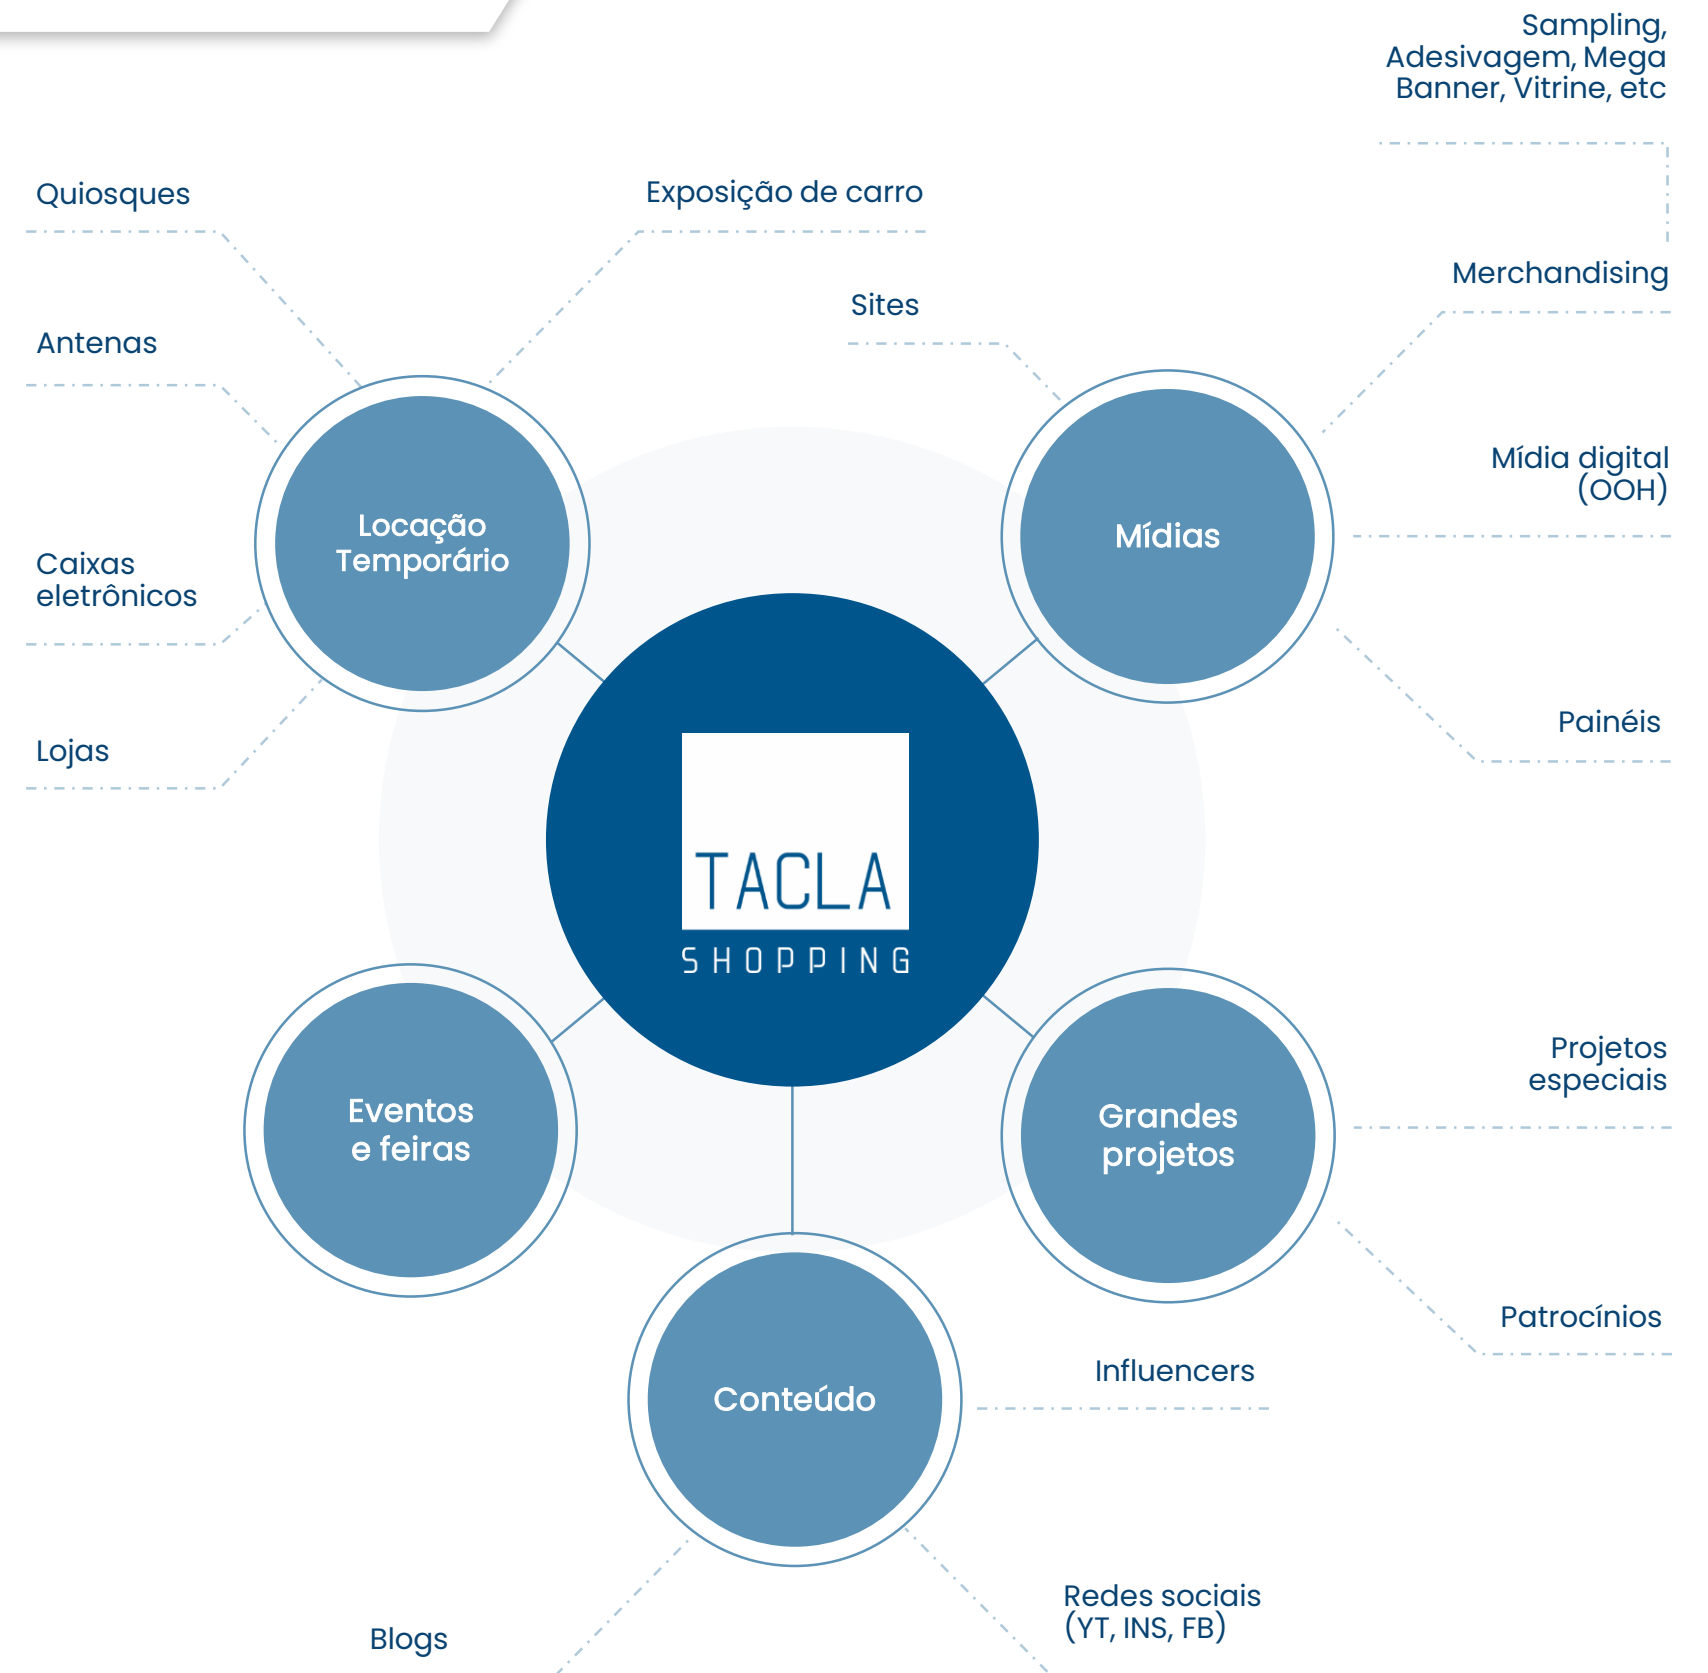 Sampling,
Adesivagem, Mega
Banner, Vitrine, etc
Quiosques
Exposição de carro
Merchandising
Sites
Antenas
Mídia digital
(OOH)
Locação
Temporário
Mídias
Caixas
eletrônicos
Painéis
Lojas
TACLA
SHOPPING
Projetos
especiais
Eventos
e feiras
Grandes
projetos
Patrocínios
Influencers
Conteúdo
Redes sociais
(YT, INS, FB)
Blogs